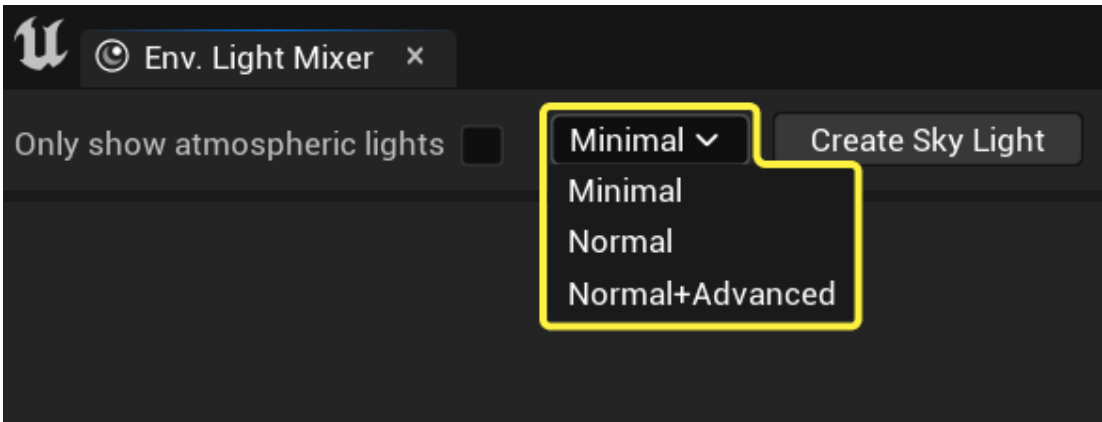 Env. Light Mixer ×
Only show atmospheric lights
Minimal
Create Sky Light
Minimal
Normal
Normal+Advanced